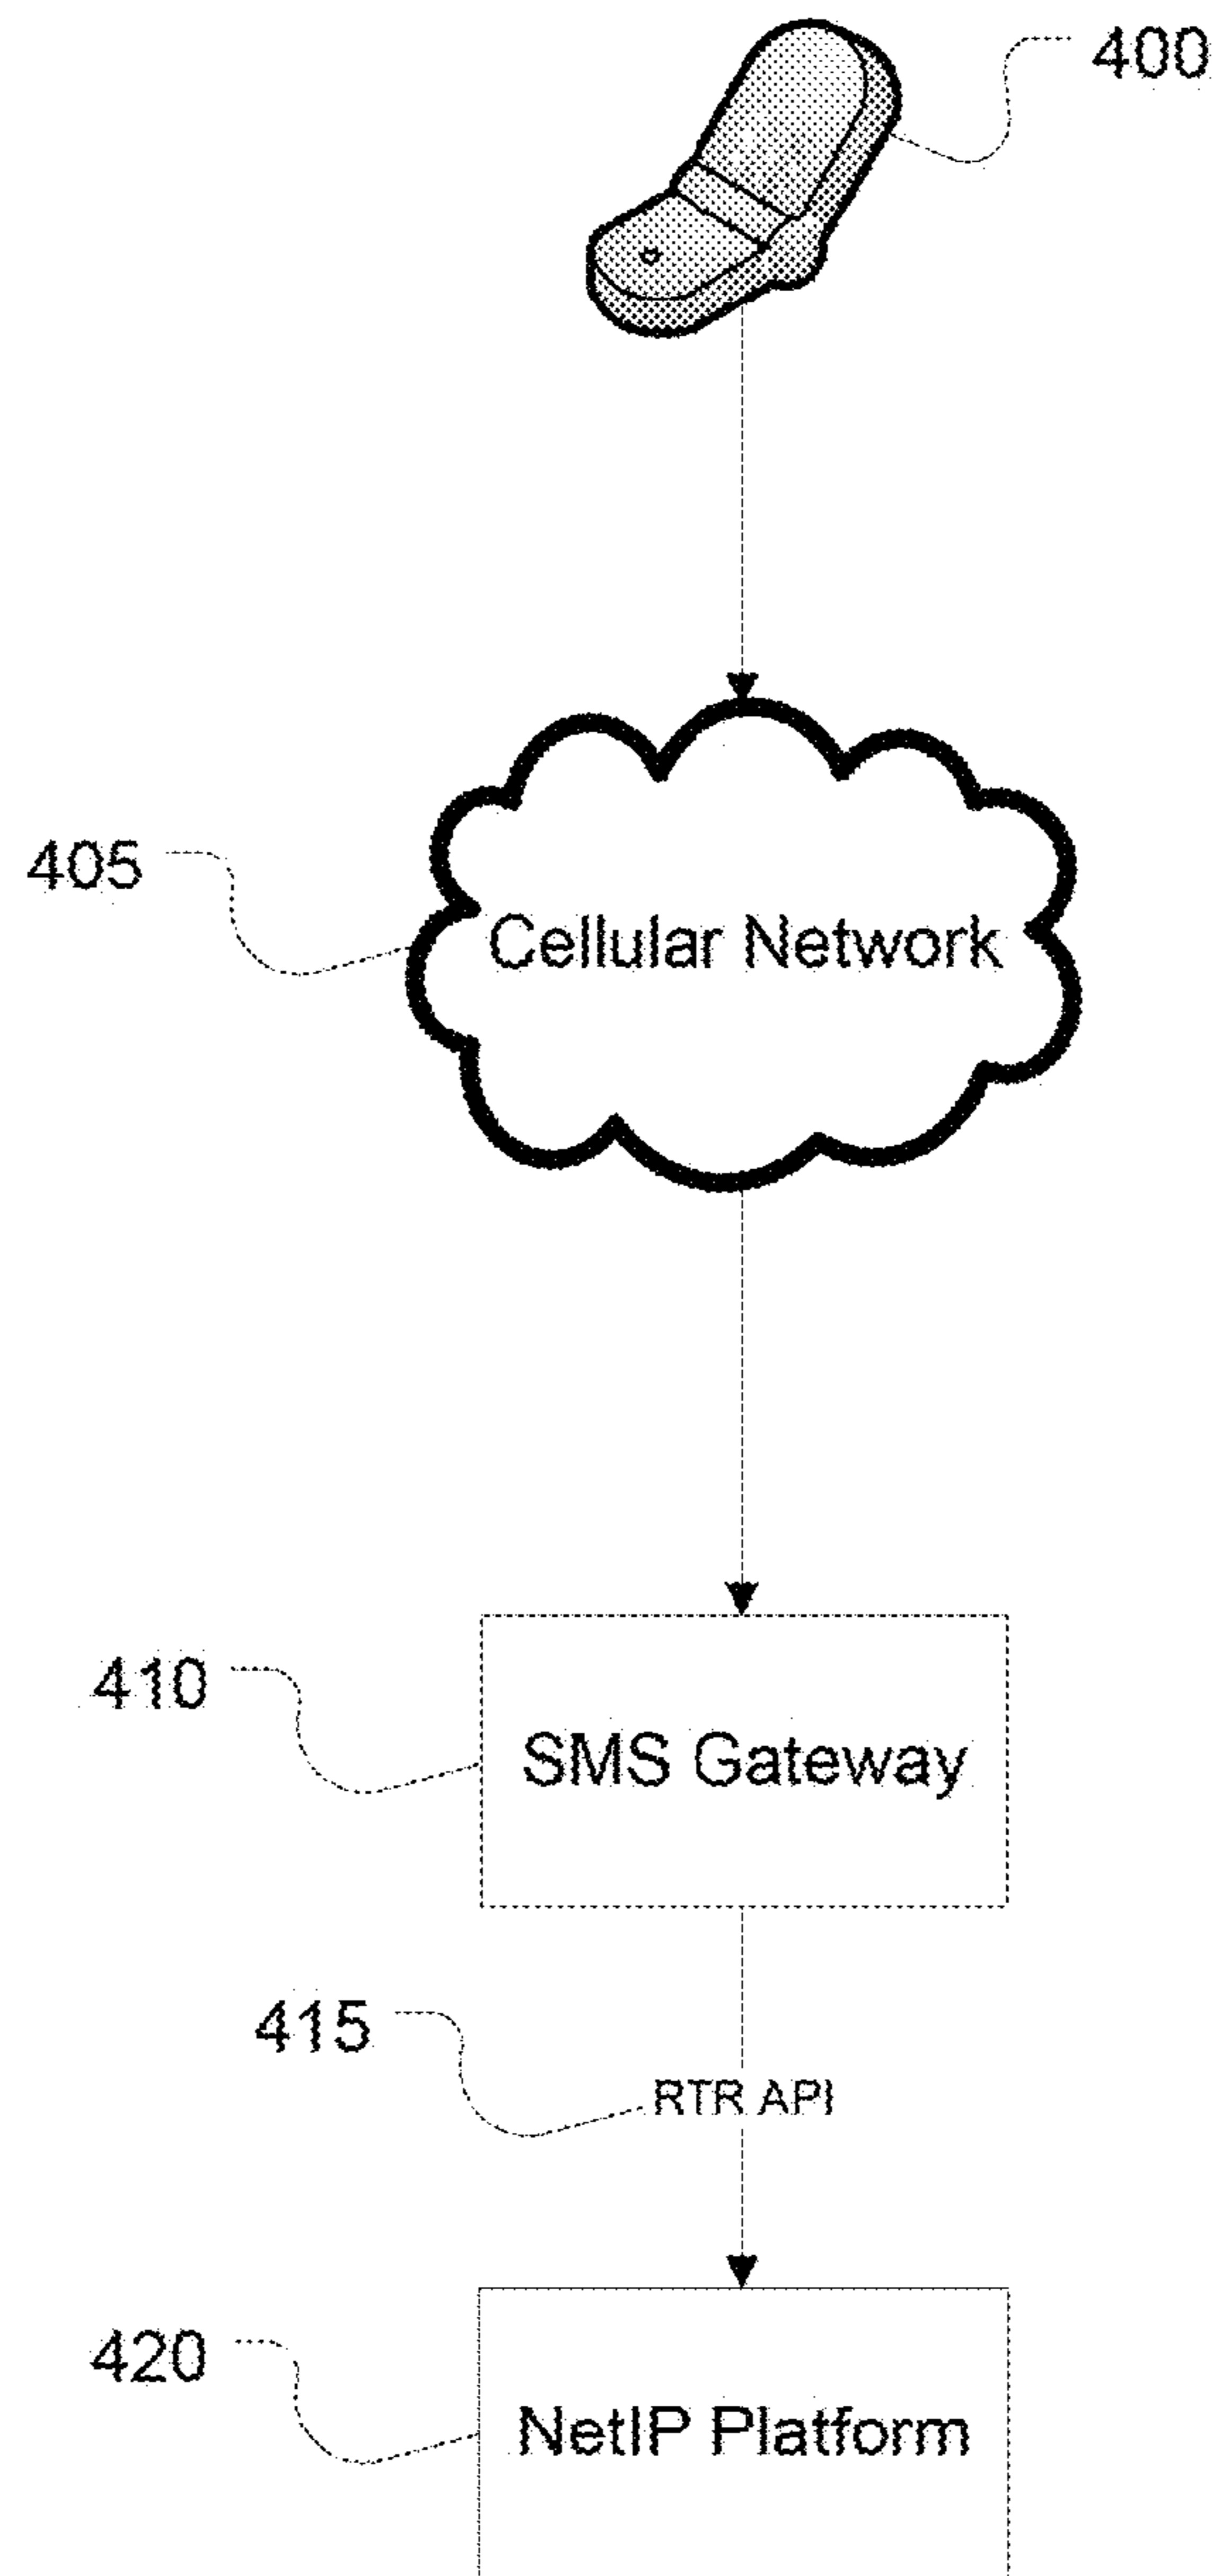 400
405
Cellular Network
410
SMS Gateway
415
RTR API
420
NetIP Platform